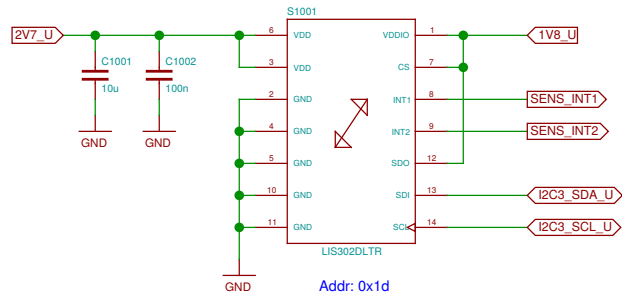 S1001
2V7_U
6 VDD
VDDIO 1
1V8_U
C1001
10u
C1002
100n
3 VDD
CS 7
2 GND
INT1 8
SENS_INT1
4 GND
INT2 9
SENS_INT2
GND
GND
5 GND
SDO 12
10 GND
SDI 13
I2C3_SDA_U
11 GND
SCL 14
I2C3_SCL_U
LIS302DLTR
GND
Addr: 0x1d